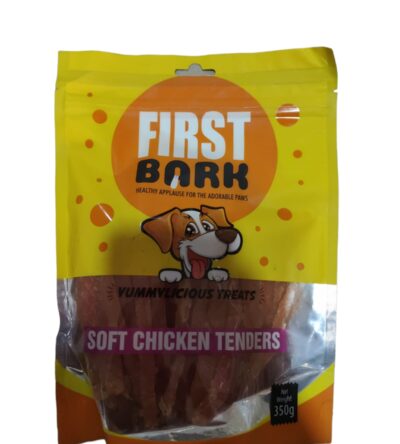 FIRST
BARK
HEALTHY APPLAUSE FOR THE ADORABLE PAWS
YUMMYLICIOUS TREATS
SOFT CHICKEN TENDERS
Net
Weight:
350g